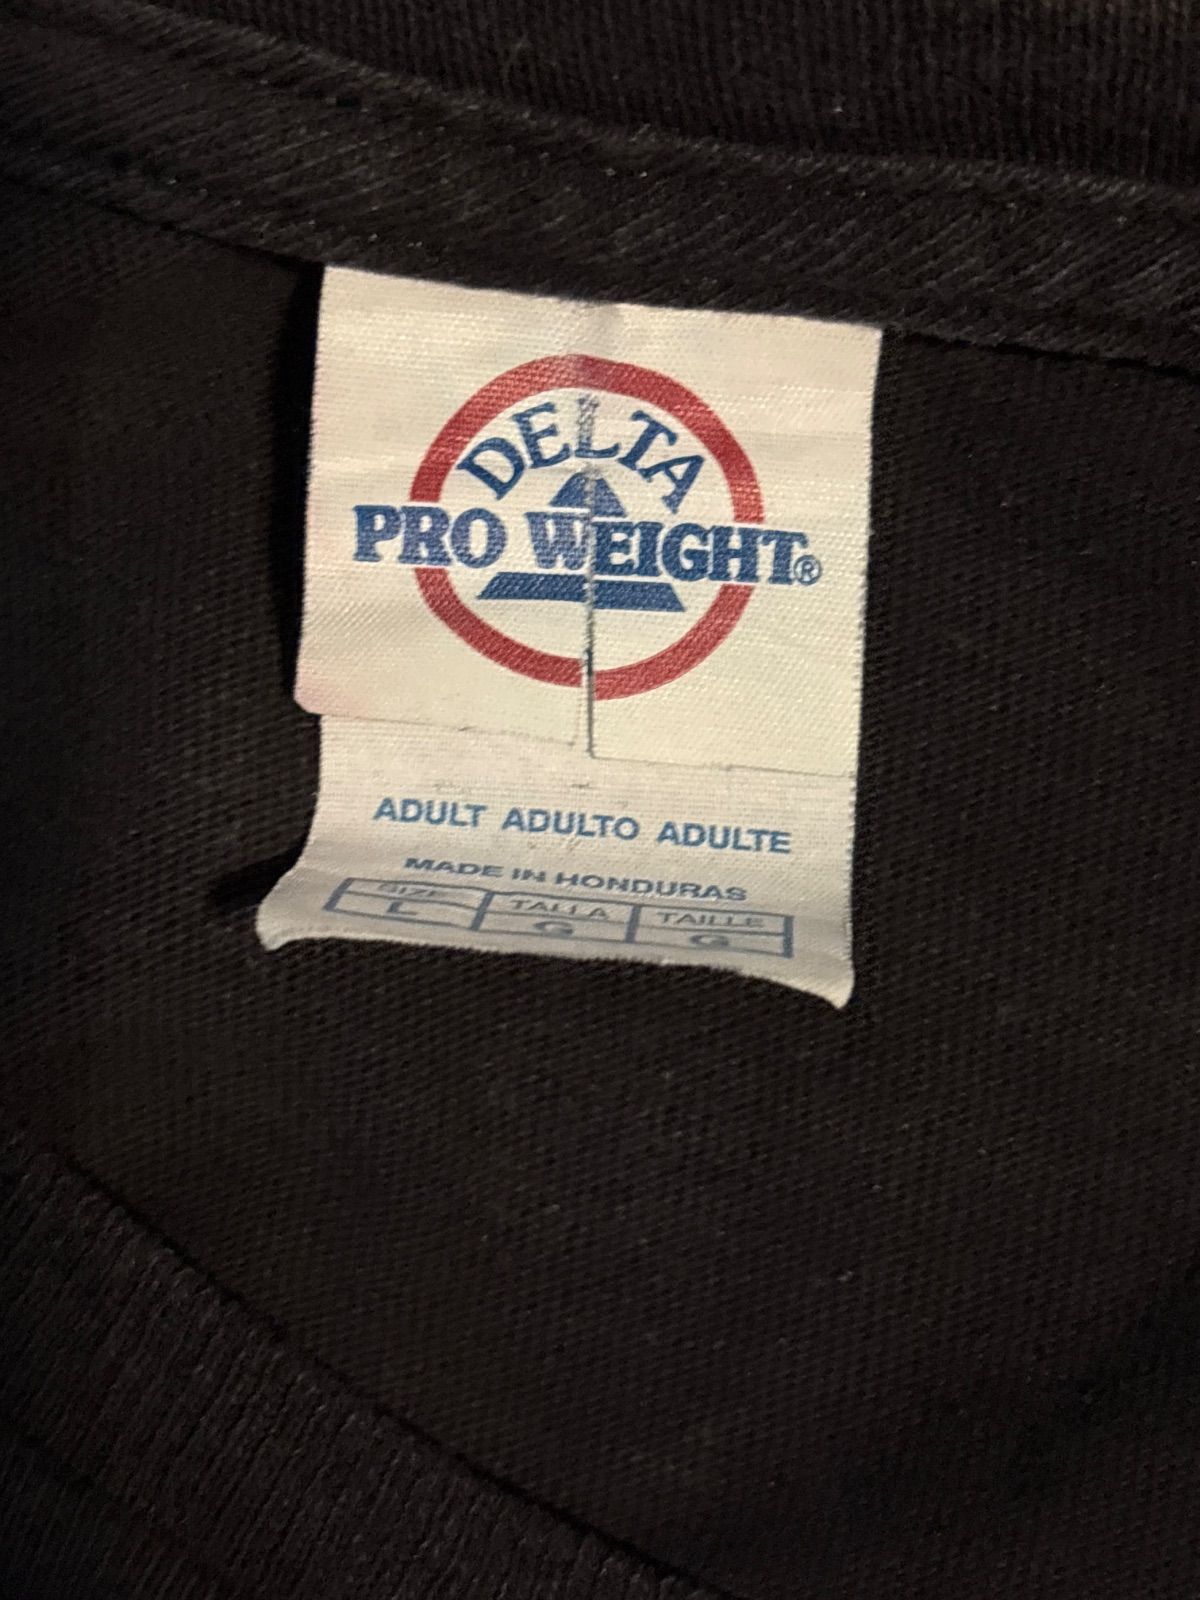 DELTA
PRO WEIGHT®
ADULT ADULTO ADULTE
MADE IN HONDURAS
SIZE TALLA TAILLE
L G G